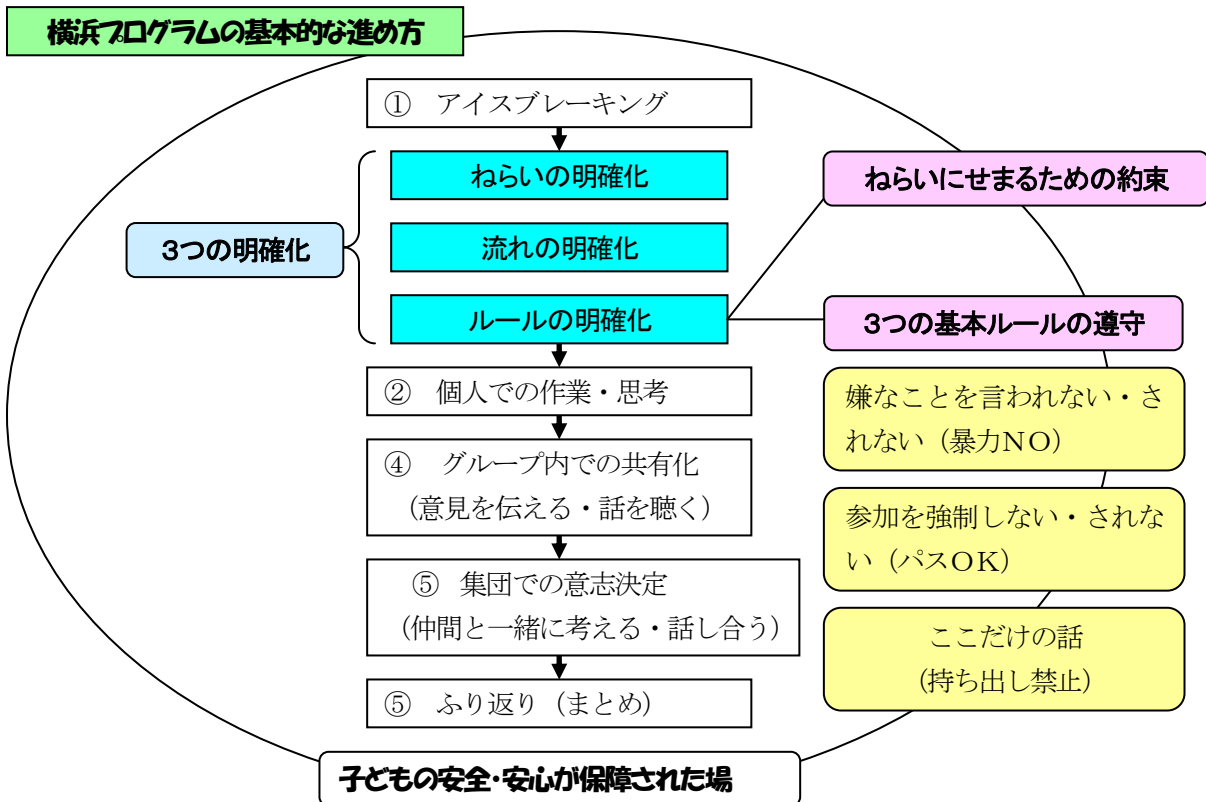 横浜プログラムの基本的な進め方
① アイスブレーキング
3つの明確化
ねらいの明確化
流れの明確化
ルールの明確化
ねらいにせまるための約束
3つの基本ルールの遵守
嫌なことを言われない・さ
れない（暴力NO）
参加を強制しない・されな
い（パスOK）
ここだけの話
（持ち出し禁止）
② 個人での作業・思考
④ グループ内での共有化
（意見を伝える・話を聴く）
⑤ 集団での意志決定
（仲間と一緒に考える・話し合う）
⑤ ふり返り（まとめ）
子どもの安全・安心が保障された場